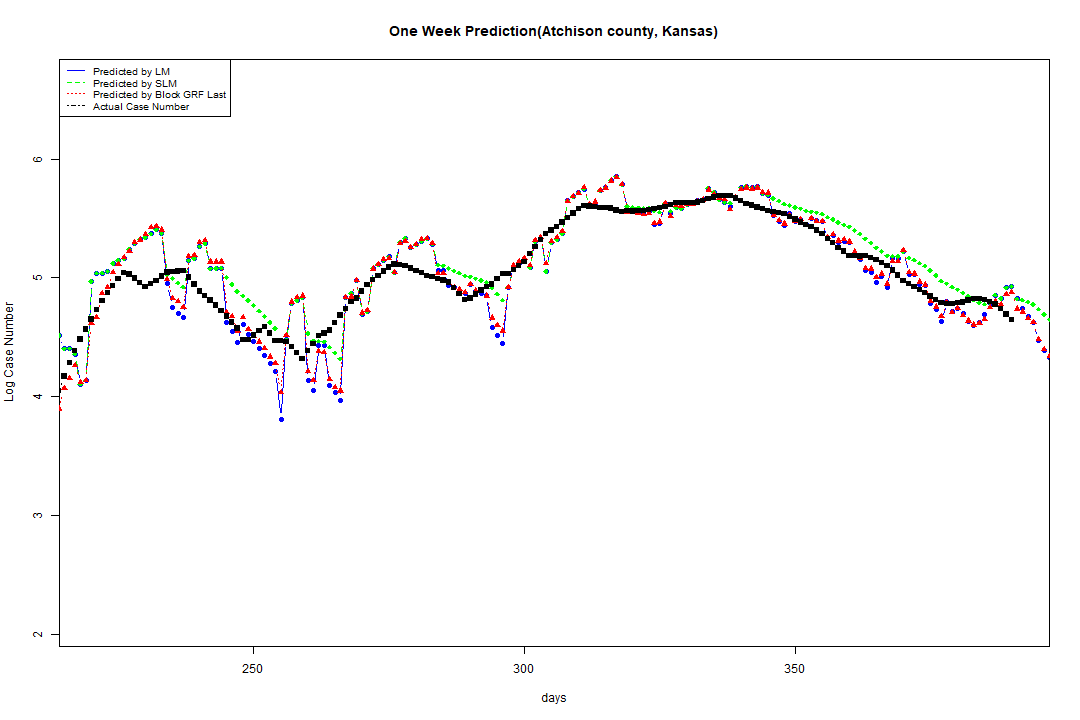 One Week Prediction(Atchison county, Kansas)
Predicted by LM
Predicted by SLM
Predicted by Block GRF Last
Actual Case Number
6
5
4
3
2
Log Case Number
250
300
350
days